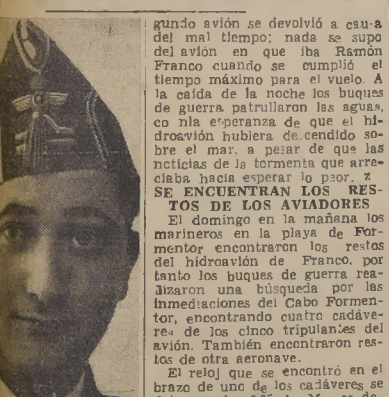 gundo avión se devolvió a causa
del mal tiempo; nada se supo
del avión en que iba Ramón
Franco cuando se cumplió el
tiempo máximo para el vuelo. A
la caída de la noche los buques
de guerra patrullaron las aguas,
co nla esperanza de que el hi-
droavión hubiera descendido so-
bre el mar, a pesar de que las
noticias de la tormenta que arre-
ciaba hacia esperar lo peor. z
SE ENCUENTRAN LOS RES-
TOS DE LOS AVIADORES
El domingo en la mañana los
marineros en la playa de For-
mentor encontraron los restos
del hidroavión de Franco, por
tanto los buques de guerra rea-
lizaron una búsqueda por las
inmediaciones del Cabo Formen-
tor, encontrando cuatro cadáve-
res de los cinco tripulantes del
avión. También encontraron res-
tos de otra aeronave.
El reloj que se encontró en el
brazo de uno de los cadáveres se